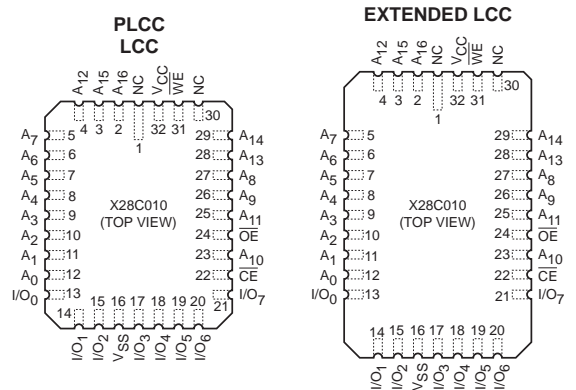 PLCC
LCC
A12 A15 A16 NC VCC WE NC
4 3 2 1 32 31 30
A7 5 29 A14
A6 6 28 A13
A5 7 27 A8
A4 8 26 A9
A3 9 25 A11
A2 10 24 OE
A1 11 23 A10
A0 12 22 CE
I/O0 13 21 I/O7
X28C010
(TOP VIEW)
14 15 16 17 18 19 20
I/O1 I/O2 VSS I/O3 I/O4 I/O5 I/O6
EXTENDED LCC
A12 A15 A16 NC VCC WE NC
4 3 2 1 32 31 30
A7 5 29 A14
A6 6 28 A13
A5 7 27 A8
A4 8 26 A9
A3 9 25 A11
A2 10 24 OE
A1 11 23 A10
A0 12 22 CE
I/O0 13 21 I/O7
X28C010
(TOP VIEW)
14 15 16 17 18 19 20
I/O1 I/O2 VSS I/O3 I/O4 I/O5 I/O6